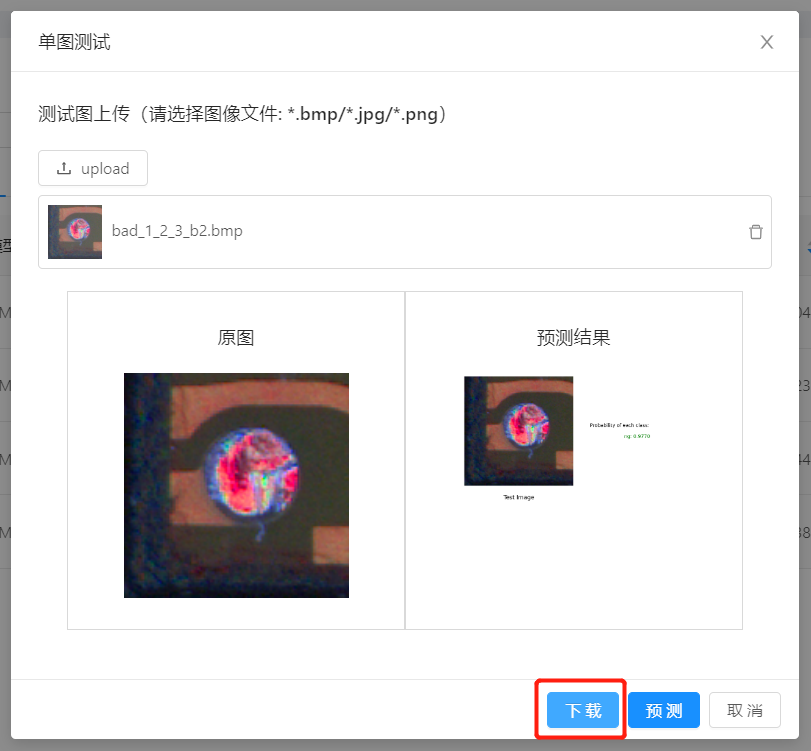 单图测试
测试图上传（请选择图像文件: *.bmp/*.jpg/*.png）
upload
bad_1_2_3_b2.bmp
原图
预测结果
Probability of each class:
ng: 0.9770
Test Image
下载
预测
取消